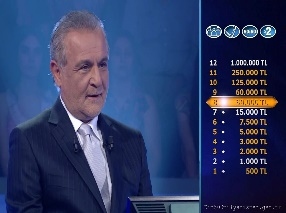 12 1.000.000 TL
11 250.000 TL
10 125.000 TL
9 60.000 TL
8 30.000 TL
7 • 15.000 TL
6 • 7.500 TL
5 • 5.000 TL
4 • 3.000 TL
3 • 2.000 TL
2 • 1.000 TL
1 • 500 TL